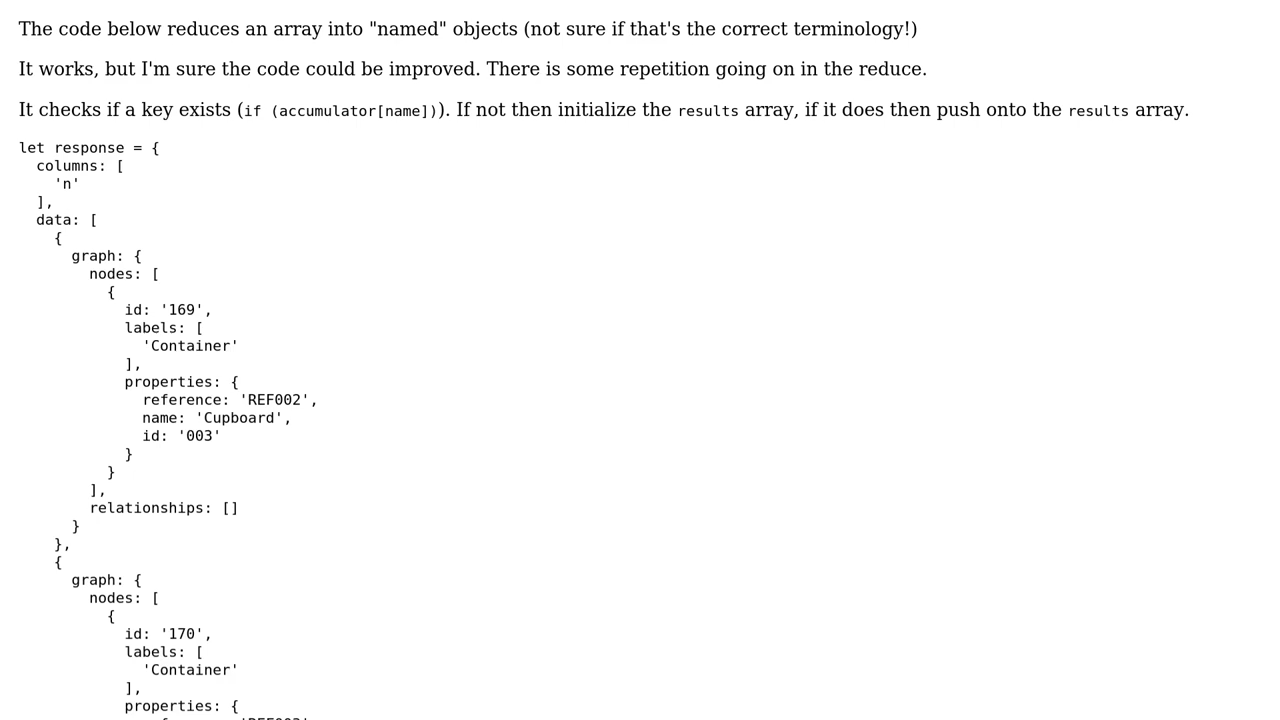 The code below reduces an array into "named" objects (not sure if that's the correct terminology!)
It works, but I'm sure the code could be improved. There is some repetition going on in the reduce.
It checks if a key exists (if (accumulator[name])). If not then initialize the results array, if it does then push onto the results array.
let response = {
  columns: [
    'n'
  ],
  data: [
    {
      graph: {
        nodes: [
          {
            id: '169',
            labels: [
              'Container'
            ],
            properties: {
              reference: 'REF002',
              name: 'Cupboard',
              id: '003'
            }
          }
        ],
        relationships: []
      }
    },
    {
      graph: {
        nodes: [
          {
            id: '170',
            labels: [
              'Container'
            ],
            properties: {